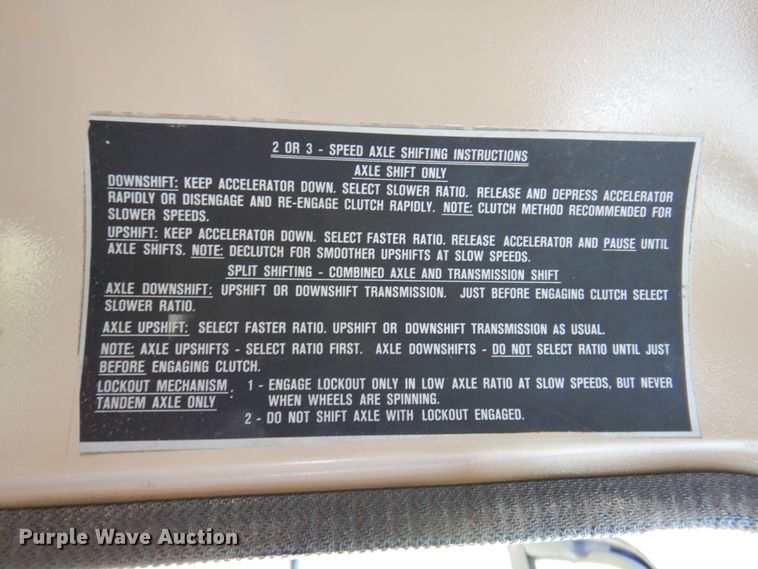 2 OR 3 - SPEED AXLE SHIFTING INSTRUCTIONS
AXLE SHIFT ONLY
DOWNSHIFT: KEEP ACCELERATOR DOWN. SELECT SLOWER RATIO. RELEASE AND DEPRESS ACCELERATOR
RAPIDLY OR DISENGAGE AND RE-ENGAGE CLUTCH RAPIDLY. NOTE: CLUTCH METHOD RECOMMENDED FOR
SLOWER SPEEDS.
UPSHIFT: KEEP ACCELERATOR DOWN. SELECT FASTER RATIO. RELEASE ACCELERATOR AND PAUSE UNTIL
AXLE SHIFTS. NOTE: DECLUTCH FOR SMOOTHER UPSHIFTS AT SLOW SPEEDS.
SPLIT SHIFTING - COMBINED AXLE AND TRANSMISSION SHIFT
AXLE DOWNSHIFT: UPSHIFT OR DOWNSHIFT TRANSMISSION. JUST BEFORE ENGAGING CLUTCH SELECT
SLOWER RATIO.
AXLE UPSHIFT: SELECT FASTER RATIO. UPSHIFT OR DOWNSHIFT TRANSMISSION AS USUAL.
NOTE: AXLE UPSHIFTS - SELECT RATIO FIRST. AXLE DOWNSHIFTS - DO NOT SELECT RATIO UNTIL JUST
BEFORE ENGAGING CLUTCH.
LOCKOUT MECHANISM
TANDEM AXLE ONLY :
1 - ENGAGE LOCKOUT ONLY IN LOW AXLE RATIO AT SLOW SPEEDS, BUT NEVER
WHEN WHEELS ARE SPINNING.
2 - DO NOT SHIFT AXLE WITH LOCKOUT ENGAGED.
Purple Wave Auction